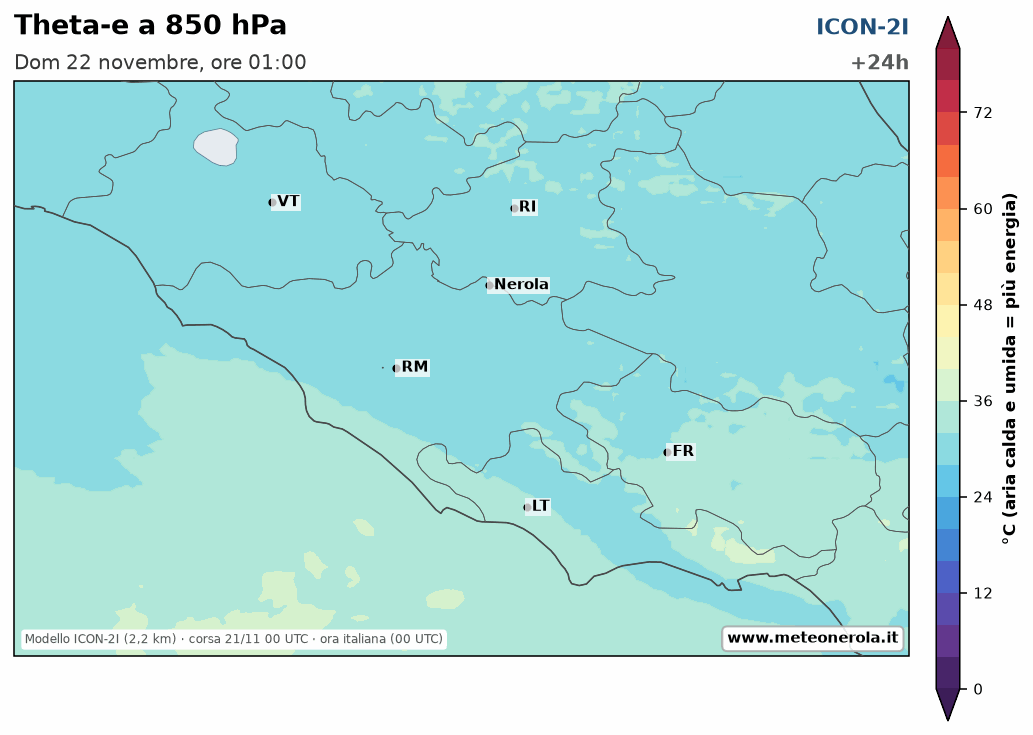 Theta-e a 850 hPa
ICON-2I
Dom 22 novembre, ore 01:00
+24h
72
VT
RI
60
Nerola
48
RM
36
FR
24
LT
12
0
°C (aria calda e umida = più energia)
Modello ICON-2I (2,2 km) · corsa 21/11 00 UTC · ora italiana (00 UTC)
www.meteonerola.it